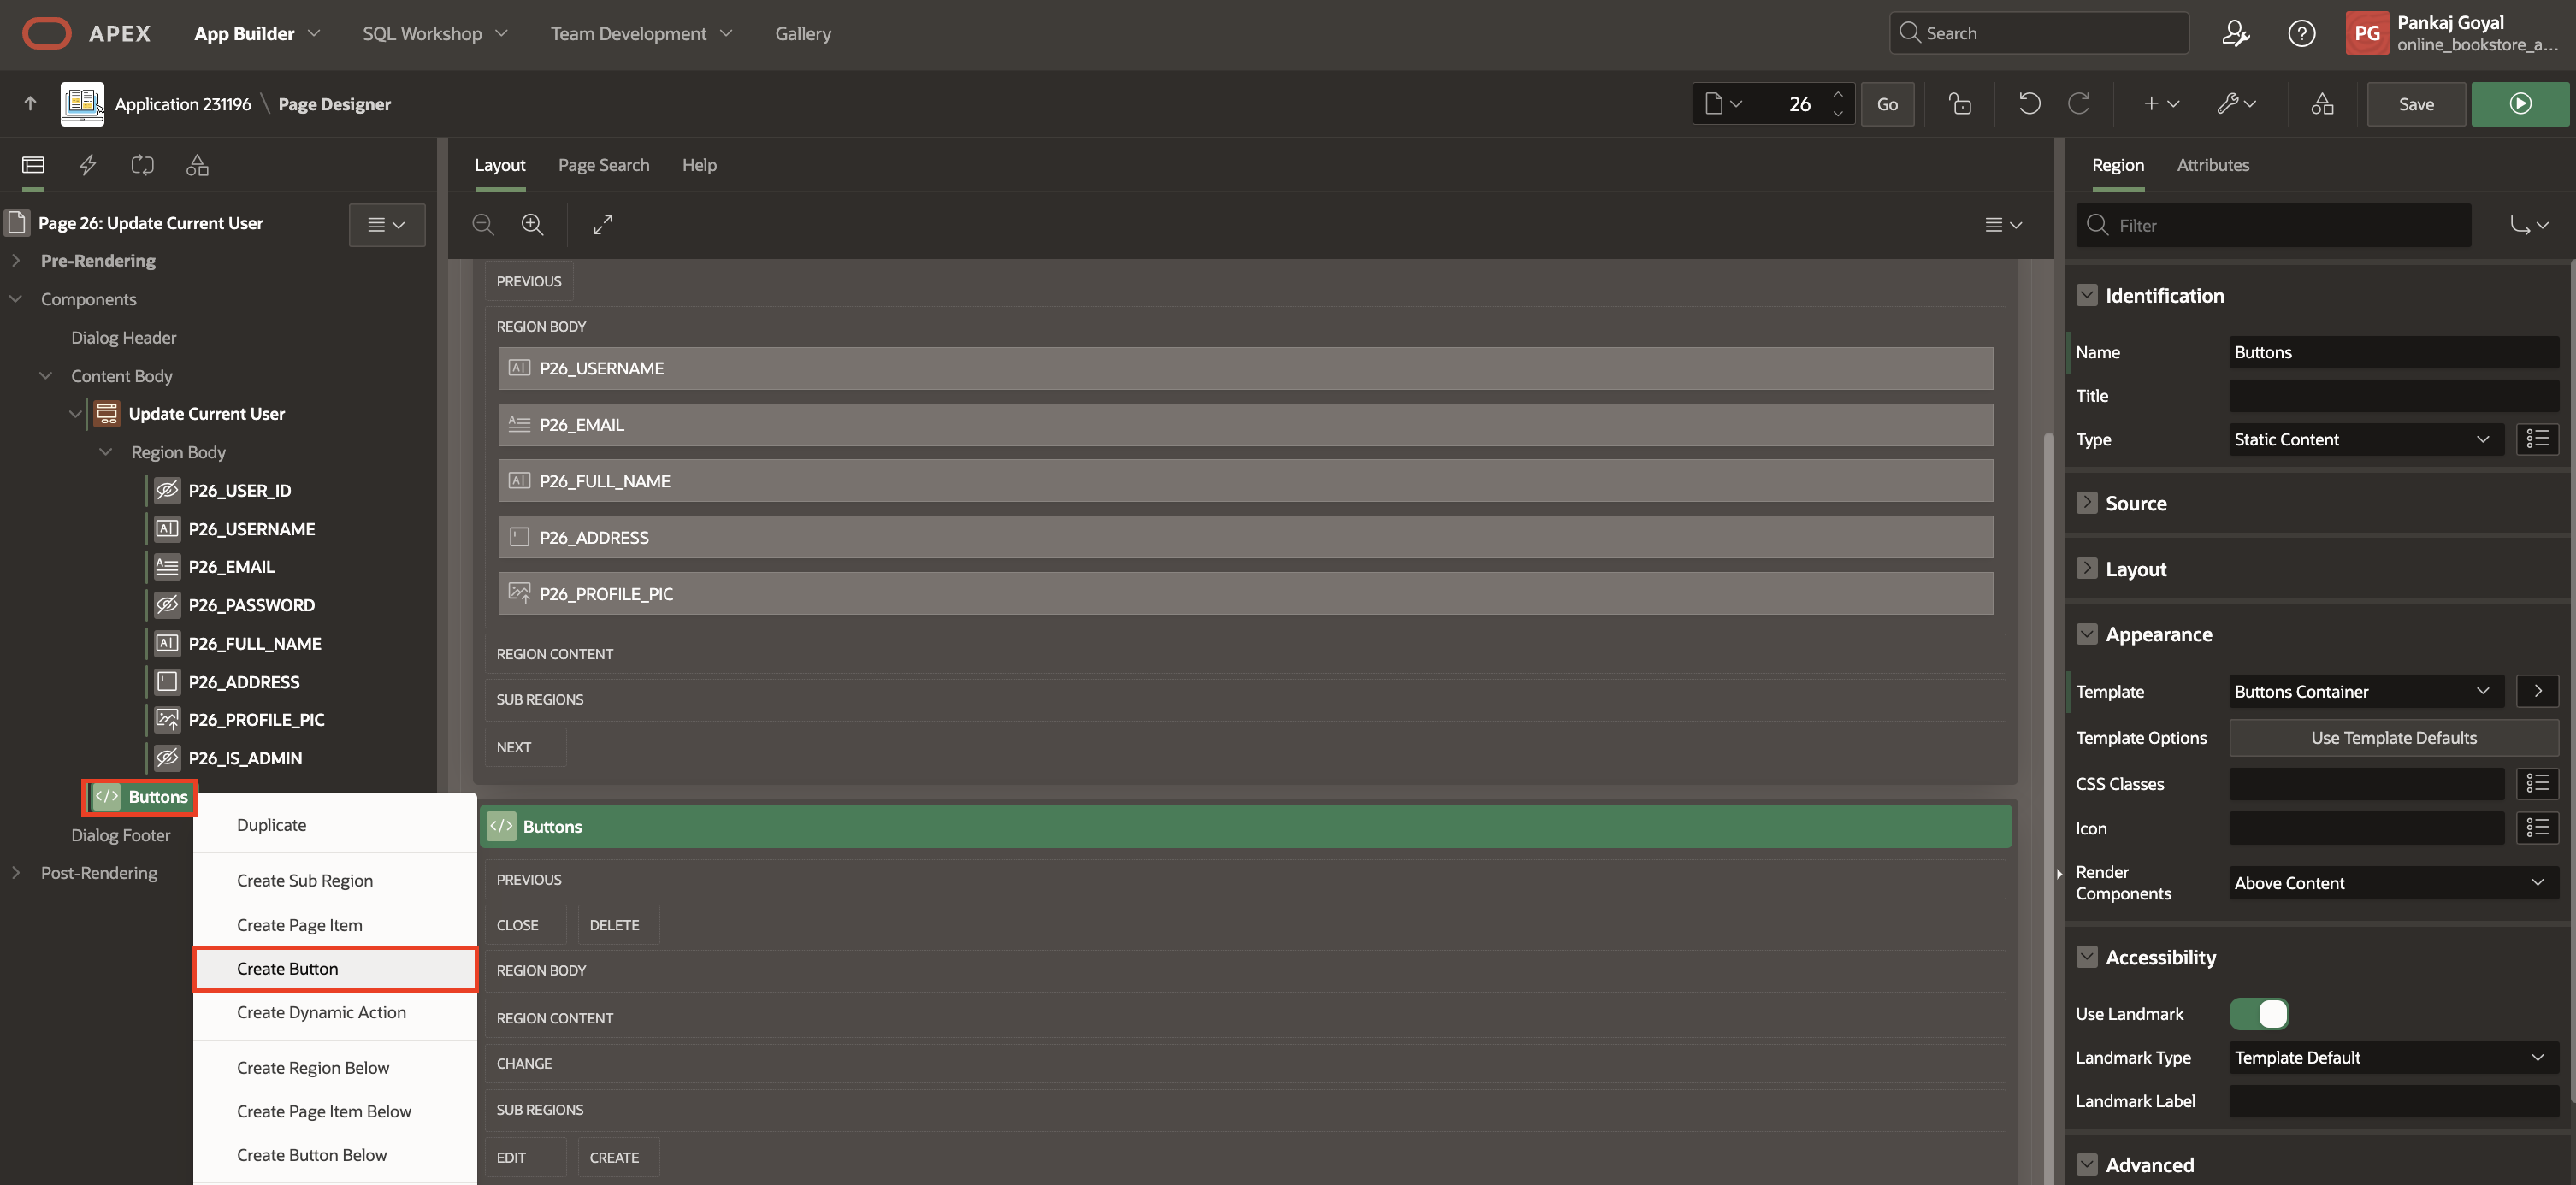 APEX
App Builder
SQL Workshop
Team Development
Gallery
Search
PG
Pankaj Goyal
online_bookstore_a...
Application 231196 \ Page Designer
26
Go
Save
Page 26: Update Current User
Pre-Rendering
Components
Dialog Header
Content Body
Update Current User
Region Body
P26_USER_ID
P26_USERNAME
P26_EMAIL
P26_PASSWORD
P26_FULL_NAME
P26_ADDRESS
P26_PROFILE_PIC
P26_IS_ADMIN
Buttons
Dialog Footer
Post-Rendering
Duplicate
Create Sub Region
Create Page Item
Create Button
Create Dynamic Action
Create Region Below
Create Page Item Below
Create Button Below
Layout
Page Search
Help
PREVIOUS
REGION BODY
P26_USERNAME
P26_EMAIL
P26_FULL_NAME
P26_ADDRESS
P26_PROFILE_PIC
REGION CONTENT
SUB REGIONS
NEXT
Buttons
PREVIOUS
CLOSE
DELETE
REGION BODY
REGION CONTENT
CHANGE
SUB REGIONS
EDIT
CREATE
Region
Attributes
Filter
Identification
Name
Buttons
Title
Type
Static Content
Source
Layout
Appearance
Template
Buttons Container
Template Options
Use Template Defaults
CSS Classes
Icon
Render
Components
Above Content
Accessibility
Use Landmark
Landmark Type
Template Default
Landmark Label
Advanced